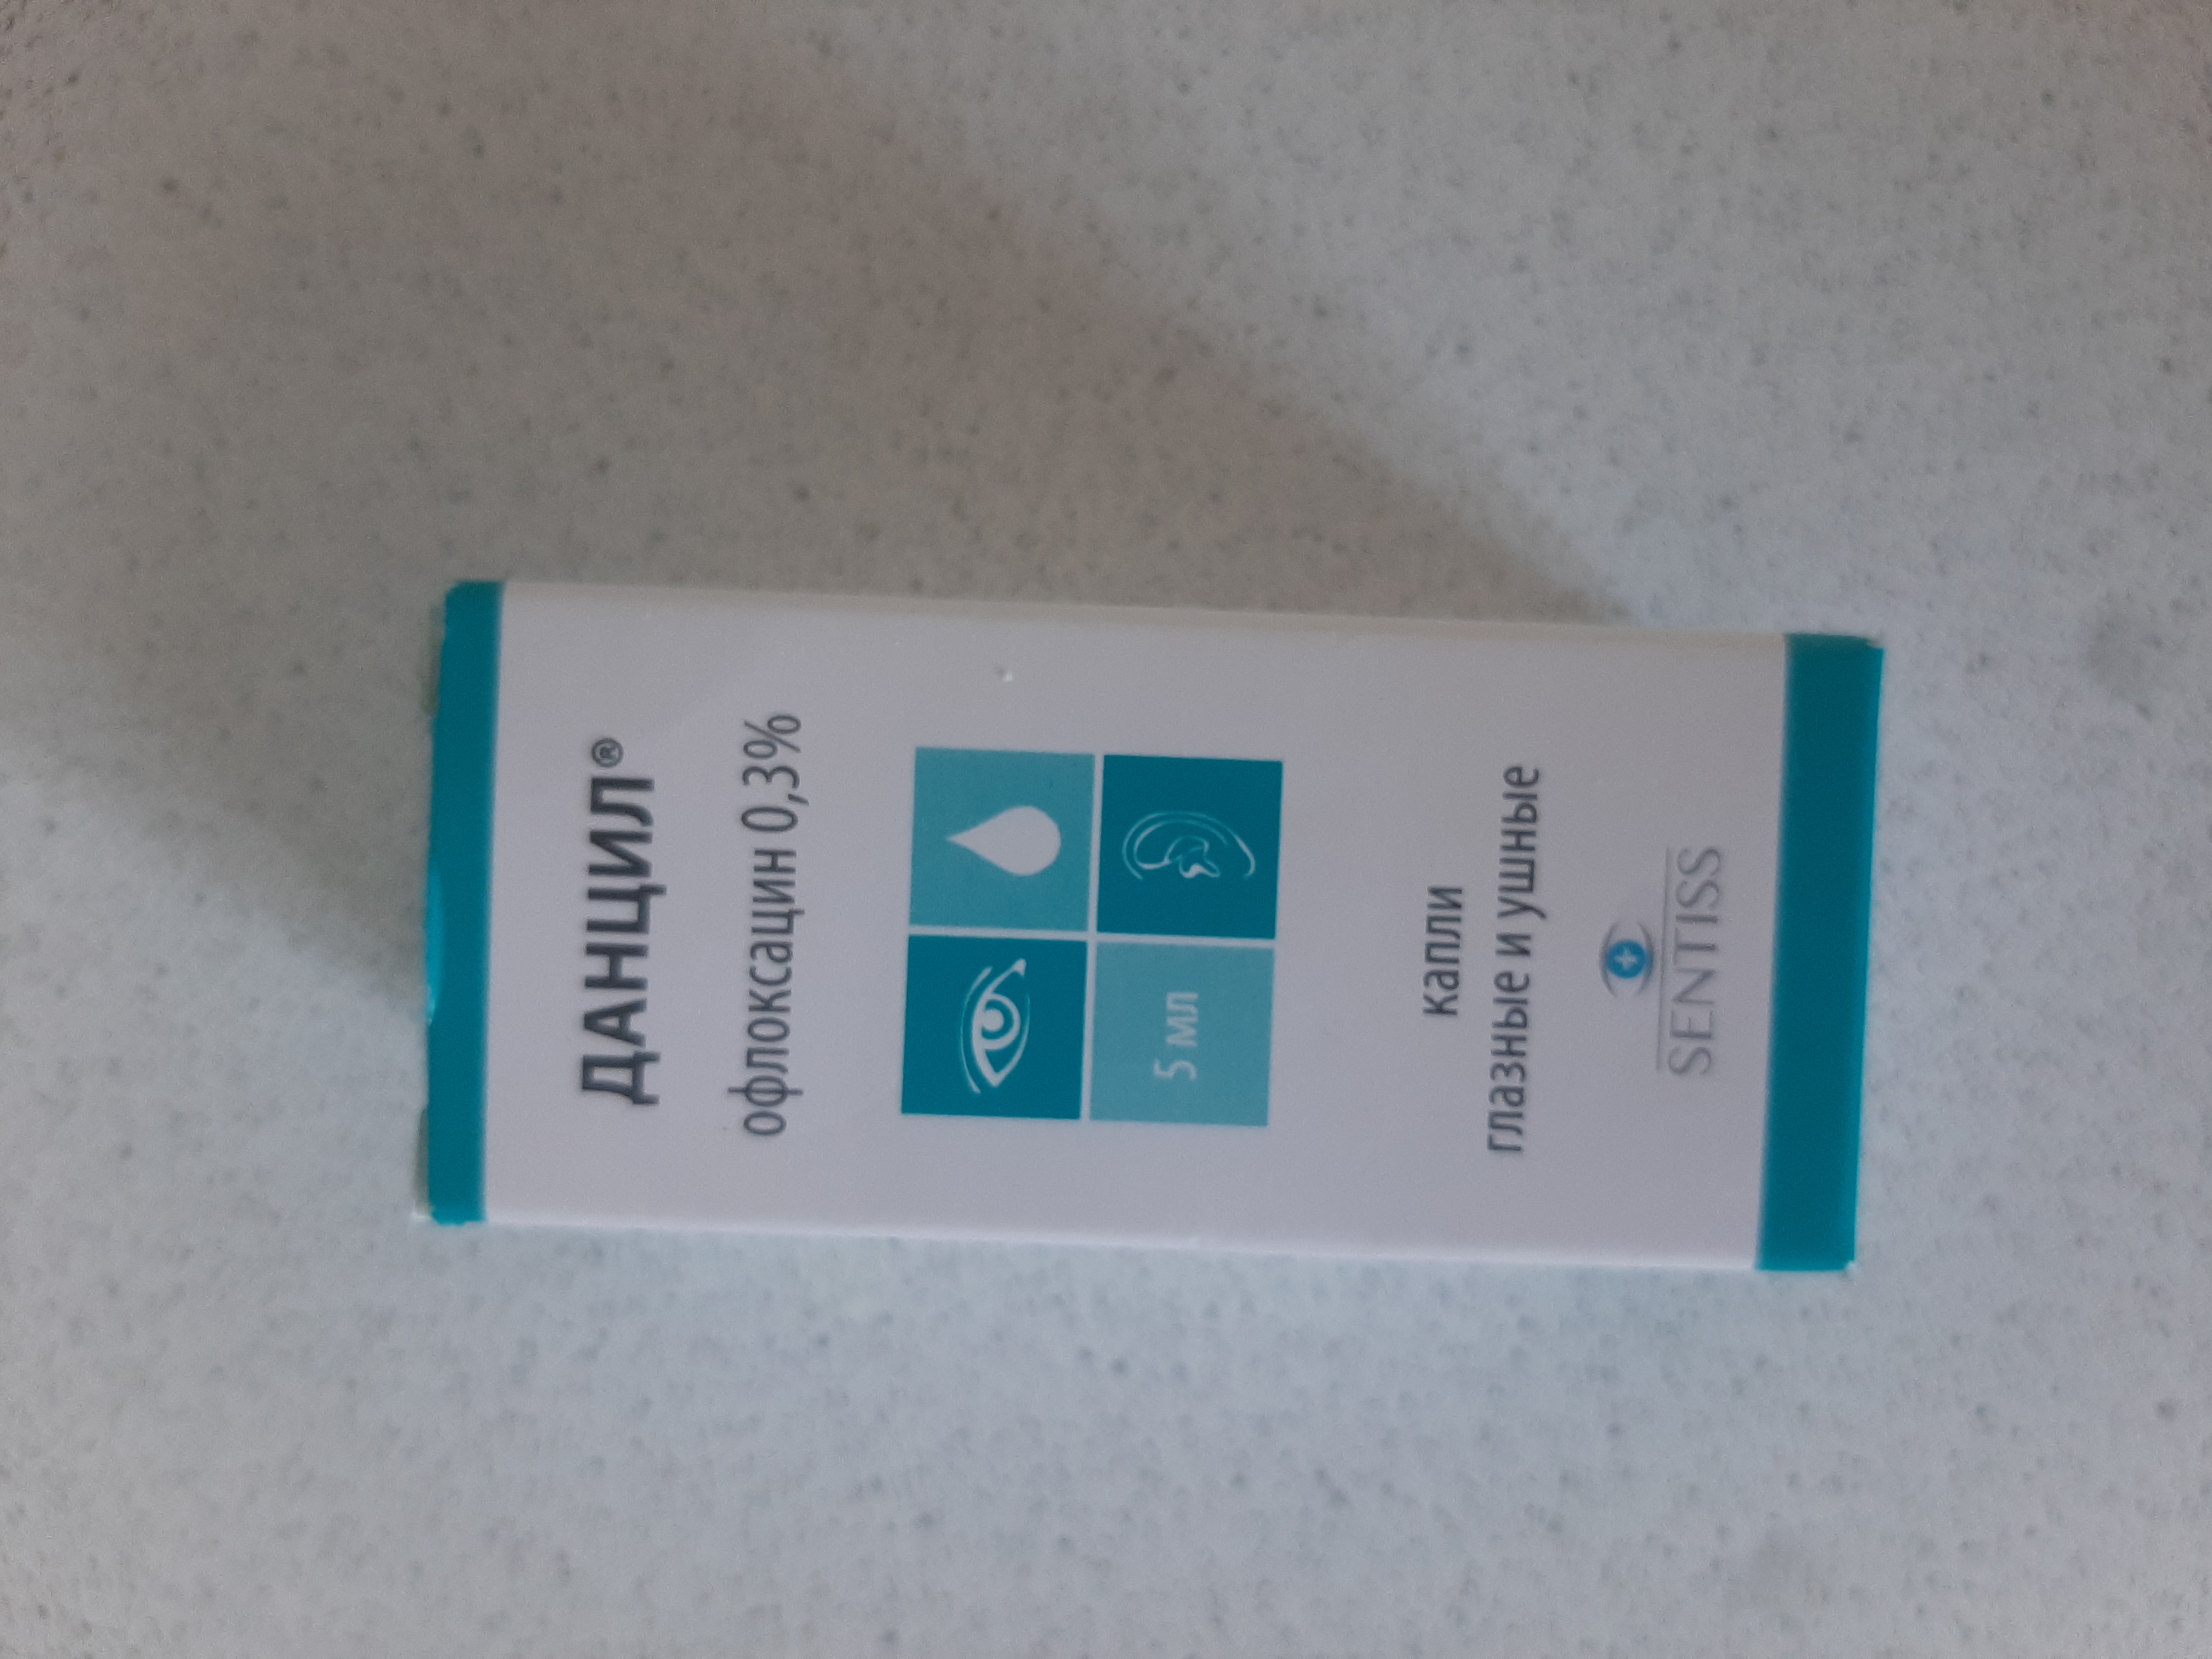 ДАНЦИЛ®
офлоксацин 0,3%
5 мл
капли
глазные и ушные
SENTISS